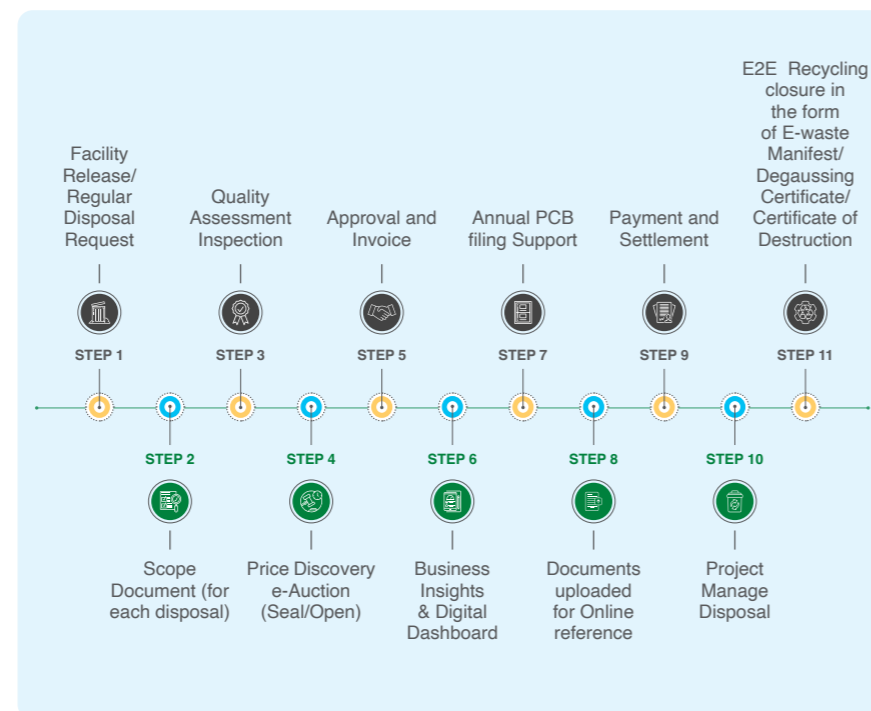 Facility
Release/
Regular
Disposal
Request
STEP 1
STEP 2
Scope
Document (for
each disposal)
Quality
Assessment
Inspection
STEP 3
STEP 4
Price Discovery
e-Auction
(Seal/Open)
Approval and
Invoice
STEP 5
STEP 6
Business
Insights
& Digital
Dashboard
Annual PCB
filing Support
STEP 7
STEP 8
Documents
uploaded
for Online
reference
Payment and
Settlement
STEP 9
STEP 10
Project
Manage
Disposal
E2E Recycling
closure in
the form
of E-waste
Manifest/
Degaussing
Certificate/
Certificate of
Destruction
STEP 11